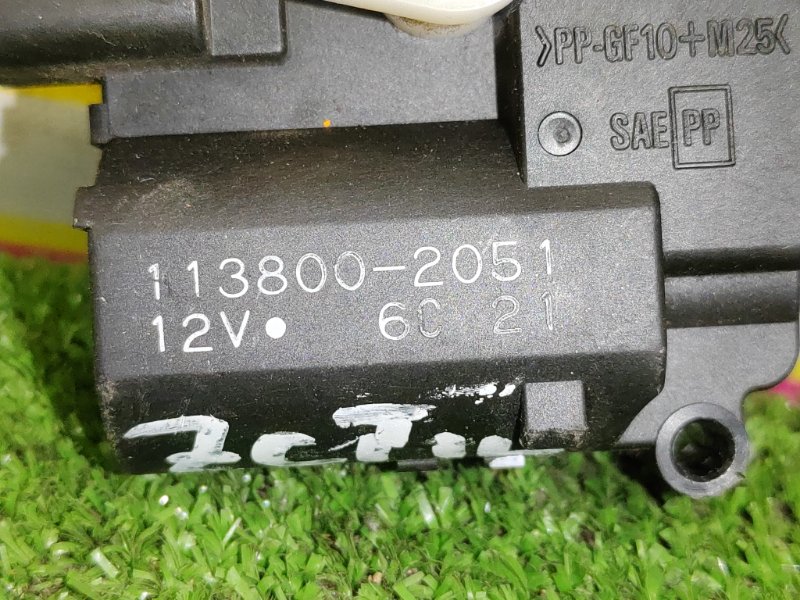 >PP-GF10+M25<
SAE PP
113800-2051
12V● 6C 21